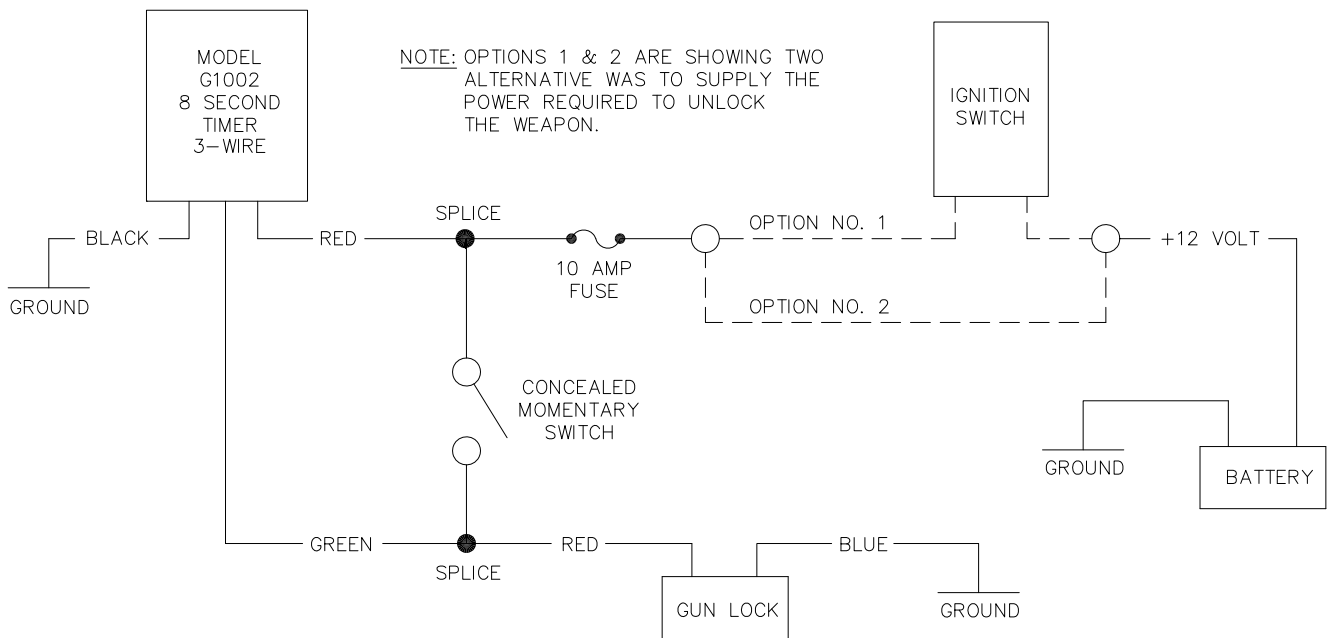 MODEL
G1002
8 SECOND
TIMER
3-WIRE
NOTE: OPTIONS 1 & 2 ARE SHOWING TWO
ALTERNATIVE WAS TO SUPPLY THE
POWER REQUIRED TO UNLOCK
THE WEAPON.
IGNITION
SWITCH
BLACK
RED
SPLICE
10 AMP
FUSE
OPTION NO. 1
+12 VOLT
GROUND
OPTION NO. 2
CONCEALED
MOMENTARY
SWITCH
GROUND
BATTERY
GREEN
SPLICE
RED
BLUE
GUN LOCK
GROUND